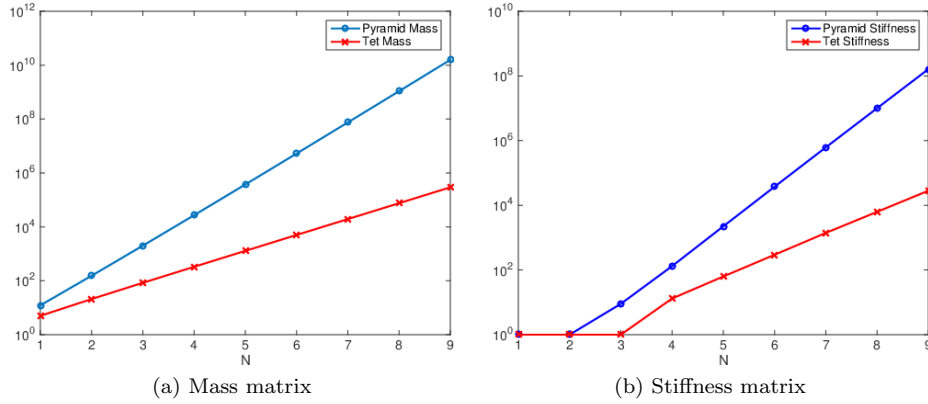 10^12
10^10
10^8
10^6
10^4
10^2
10^0
1 2 3 4 5 6 7 8 9
N
Pyramid Mass
Tet Mass
(a) Mass matrix
10^10
10^8
10^6
10^4
10^2
10^0
1 2 3 4 5 6 7 8 9
N
Pyramid Stiffness
Tet Stiffness
(b) Stiffness matrix